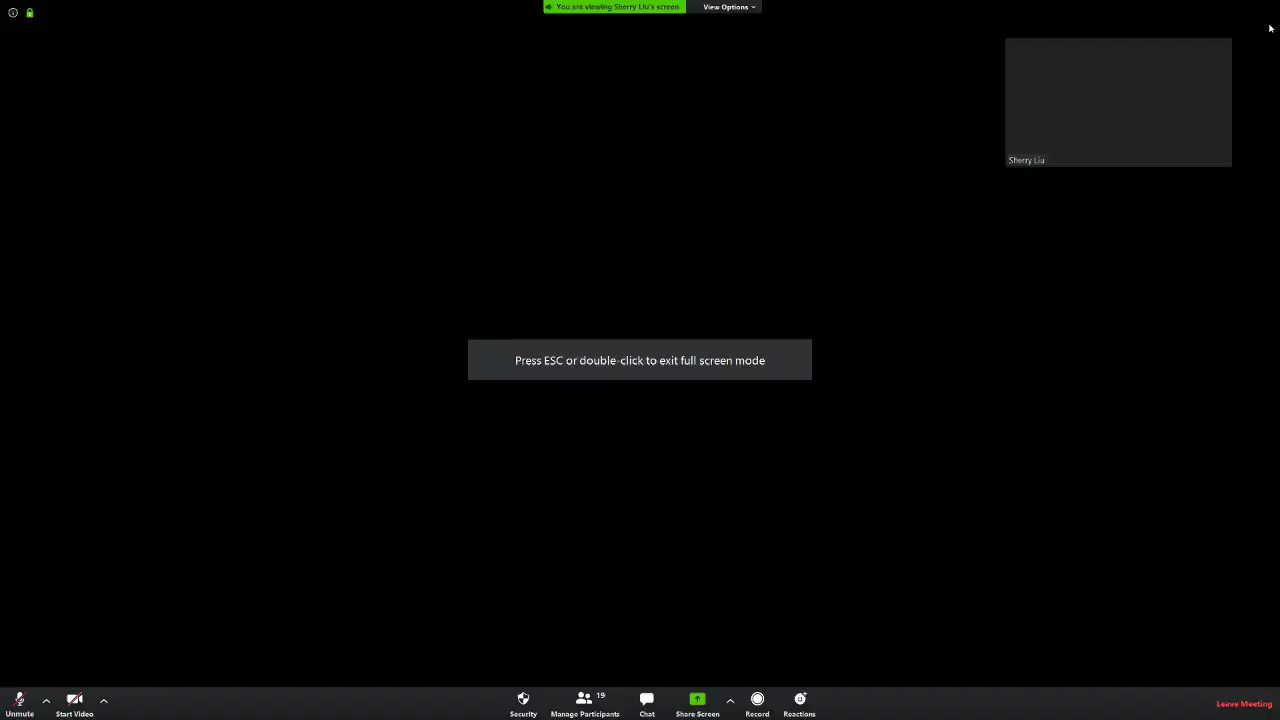 You are viewing Sherry Liu's screen
View Options
Sherry Liu
Press ESC or double-click to exit full screen mode
Unmute
Start Video
Security
Manage Participants
19
Chat
Share Screen
Record
Reactions
Leave Meeting